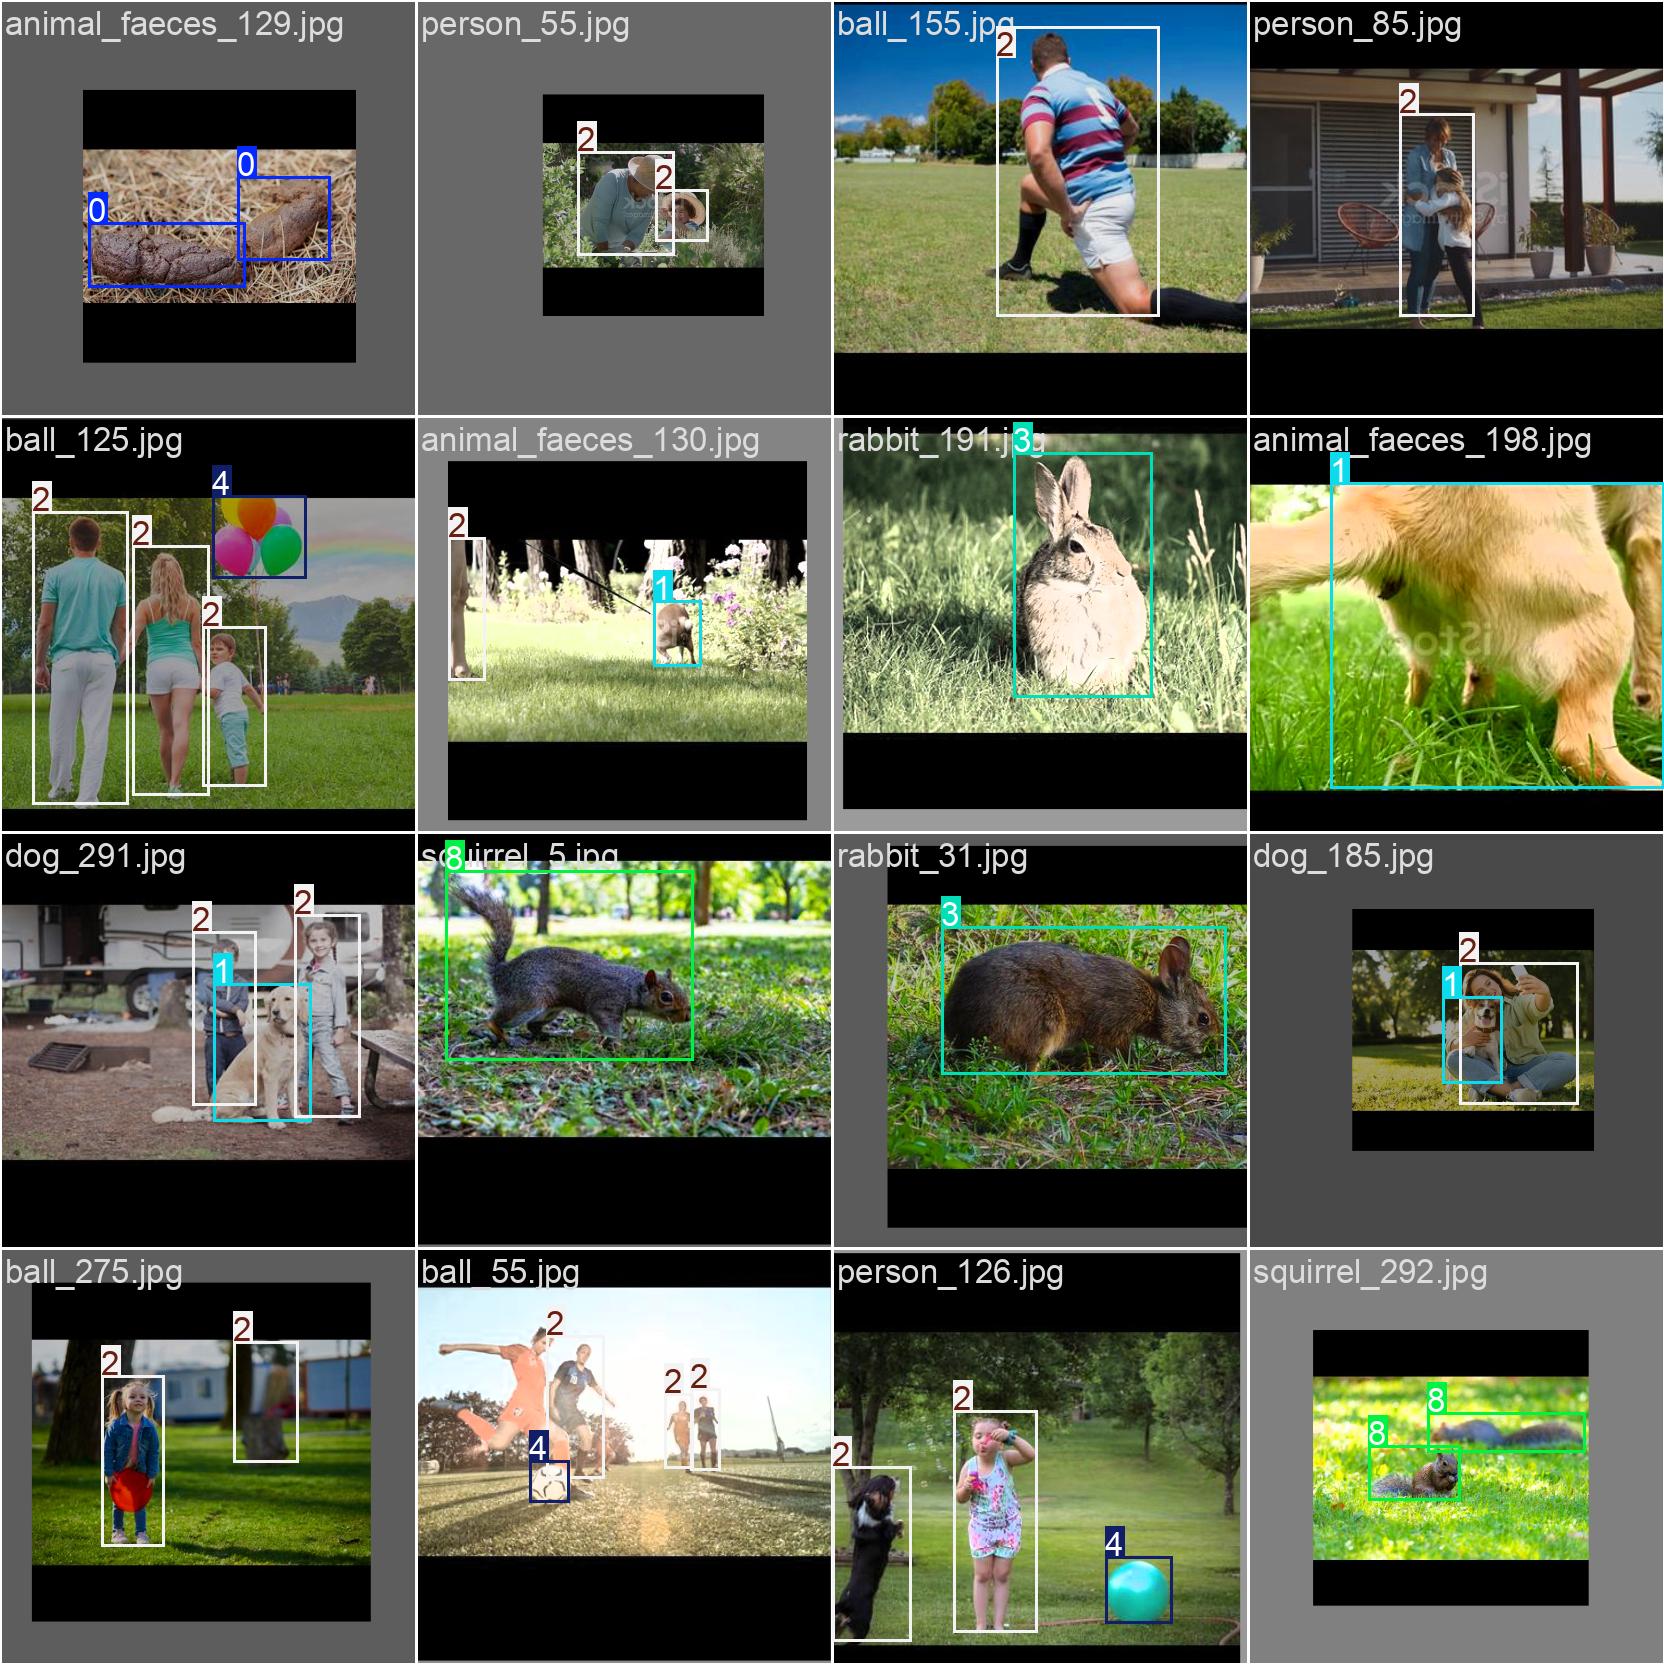 animal_faeces_129.jpg
person_55.jpg
ball_155.jpg
person_85.jpg
0
0
2
2
2
2
ball_125.jpg
animal_faeces_130.jpg
rabbit_191.jpg
animal_faeces_198.jpg
2
2
4
2
2
1
3
1
iStock
dog_291.jpg
squirrel_5.jpg
rabbit_31.jpg
dog_185.jpg
2
2
1
8
3
2
1
ball_275.jpg
ball_55.jpg
person_126.jpg
squirrel_292.jpg
2
2
2
2
2
4
2
2
4
8
8